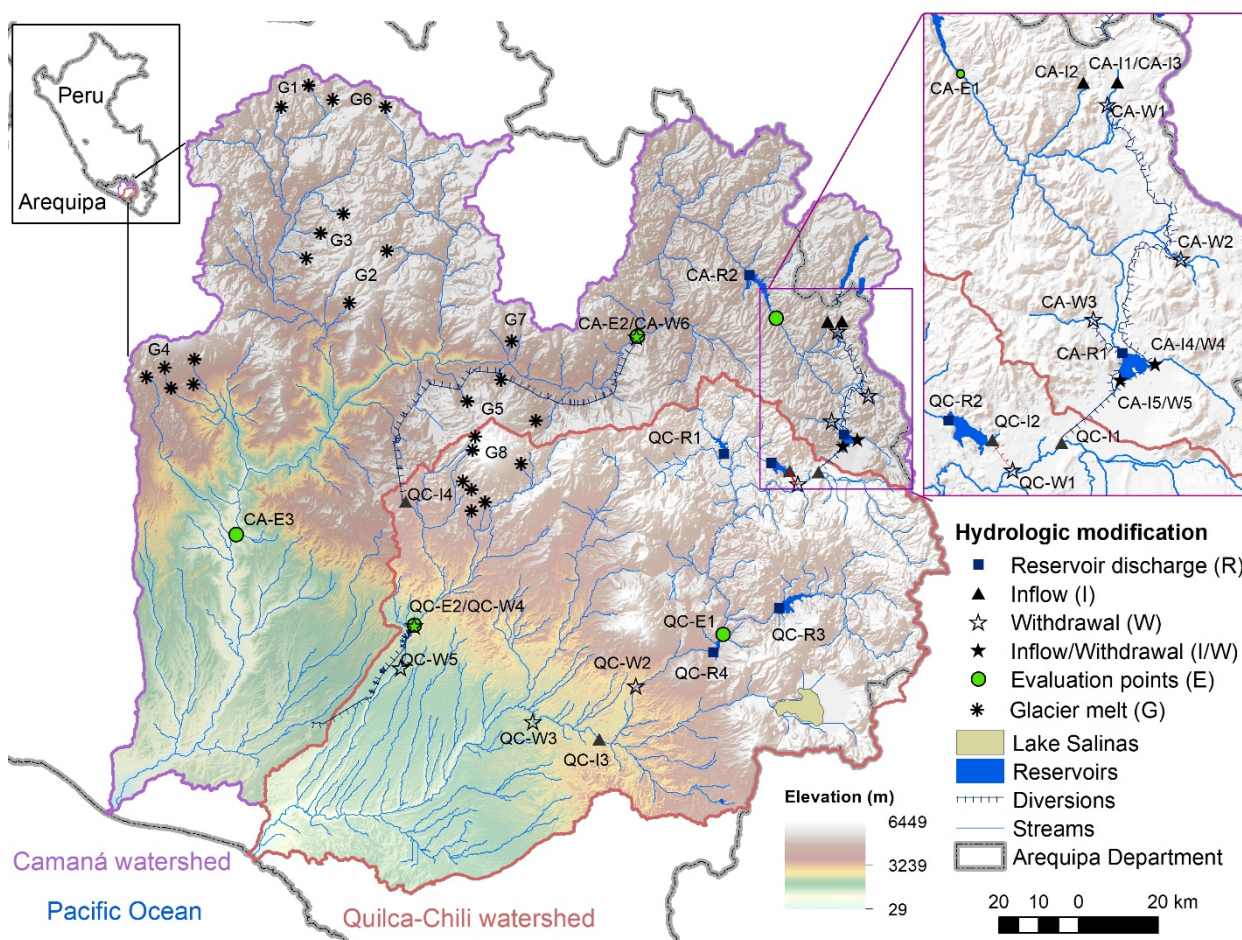 Peru
Arequipa
G1
G6
G3
G2
G4
G7
G5
G8
CA-R2
CA-E2/CA-W6
QC-R1
QC-I4
CA-E3
QC-E2/QC-W4
QC-W5
QC-E1
QC-R3
QC-R4
QC-W2
QC-W3
QC-I3
CA-E1
CA-I2
CA-I1/CA-I3
CA-W1
CA-W2
CA-W3
CA-R1
CA-I4/W4
CA-I5/W5
QC-R2
QC-I2
QC-I1
QC-W1
Hydrologic modification
Reservoir discharge (R)
Inflow (I)
Withdrawal (W)
Inflow/Withdrawal (I/W)
Evaluation points (E)
Glacier melt (G)
Lake Salinas
Reservoirs
Diversions
Streams
Arequipa Department
Elevation (m)
6449
3239
29
Camaná watershed
Pacific Ocean
Quilca-Chili watershed
20 10 0 20 km